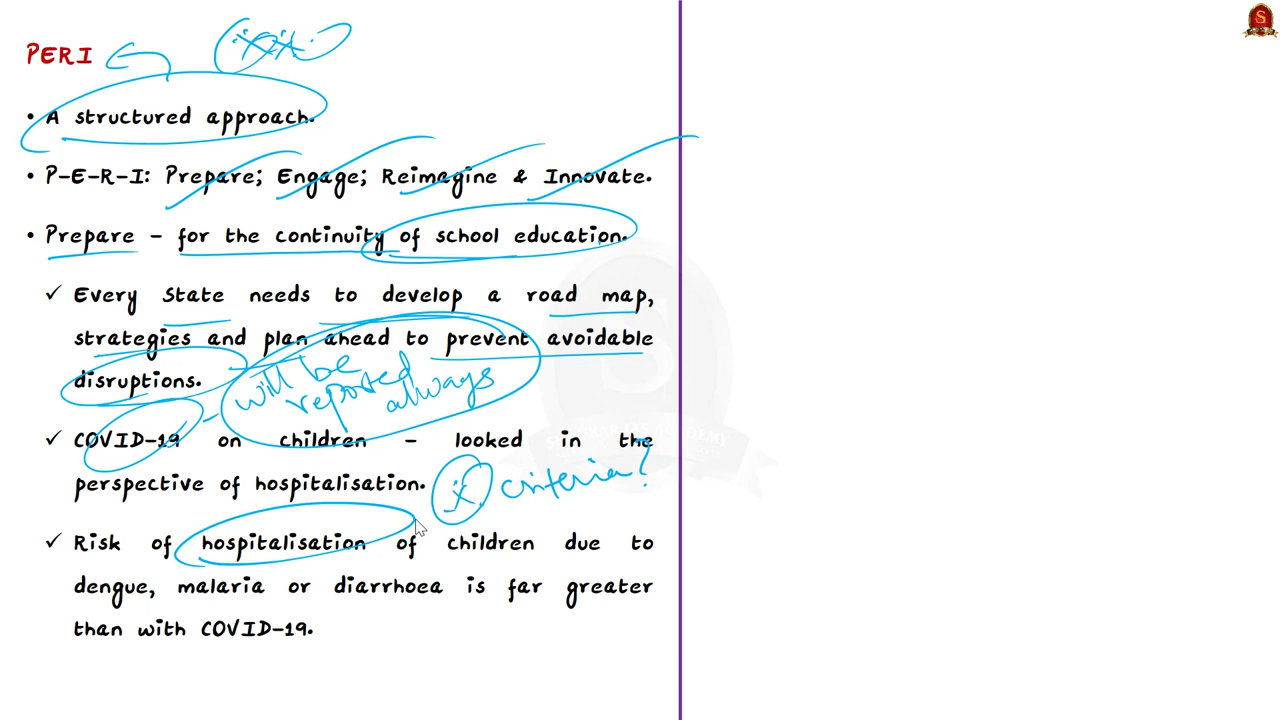 PERI
• A structured approach.
• P-E-R-I: Prepare; Engage; Reimagine & Innovate.
• Prepare - for the continuity of school education.
✓ Every State needs to develop a road map,
strategies and plan ahead to prevent avoidable
disruptions.
will be
reported
always
✓ COVID-19 on children - looked in the
perspective of hospitalisation.
criteria?
✓ Risk of hospitalisation of children due to
dengue, malaria or diarrhoea is far greater
than with COVID-19.